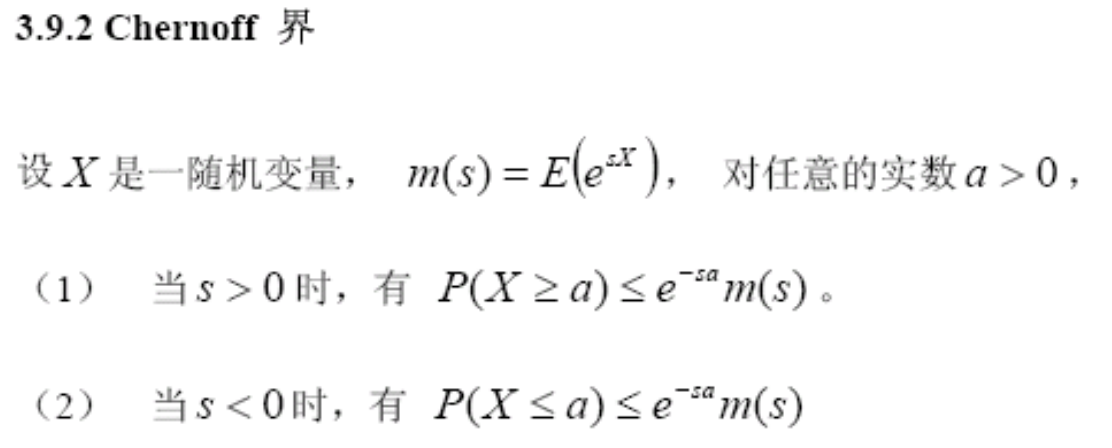 3.9.2 Chernoff 界
设 X 是一随机变量， m(s) = E(e^{sX})， 对任意的实数 a > 0，
（1） 当 s > 0 时，有 P(X ≥ a) ≤ e^{-sa} m(s)。
（2） 当 s < 0 时，有 P(X ≤ a) ≤ e^{-sa} m(s)